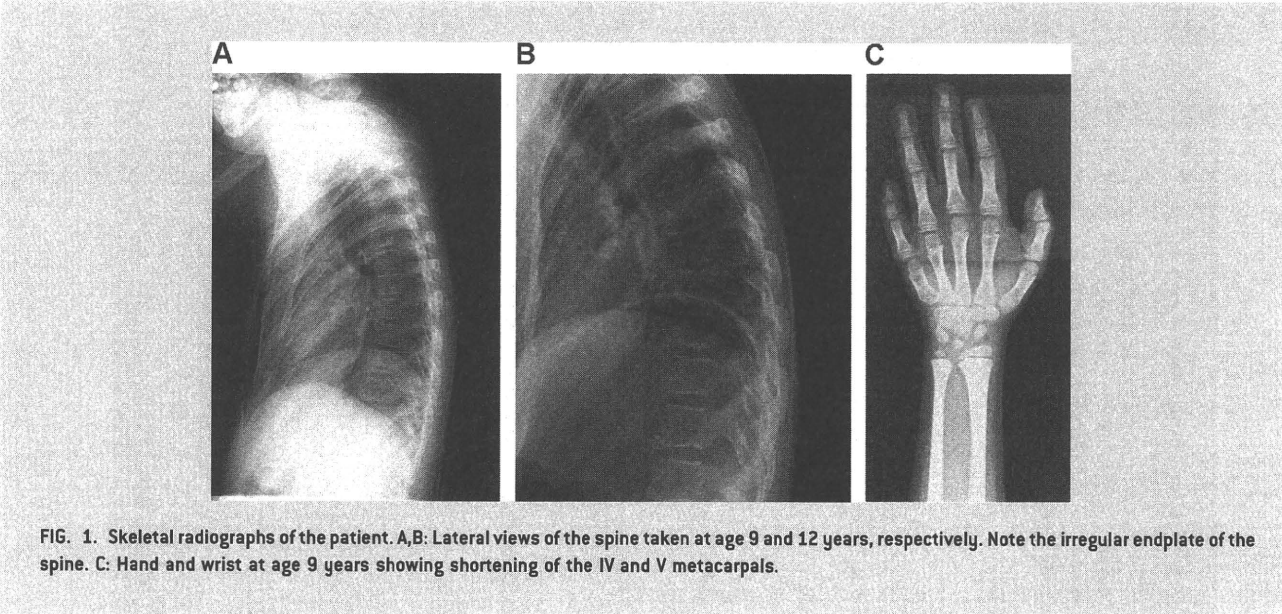 A B C
FIG. 1. Skeletal radiographs of the patient. A,B: Lateral views of the spine taken at age 9 and 12 years, respectively. Note the irregular endplate of the
spine. C: Hand and wrist at age 9 years showing shortening of the IV and V metacarpals.